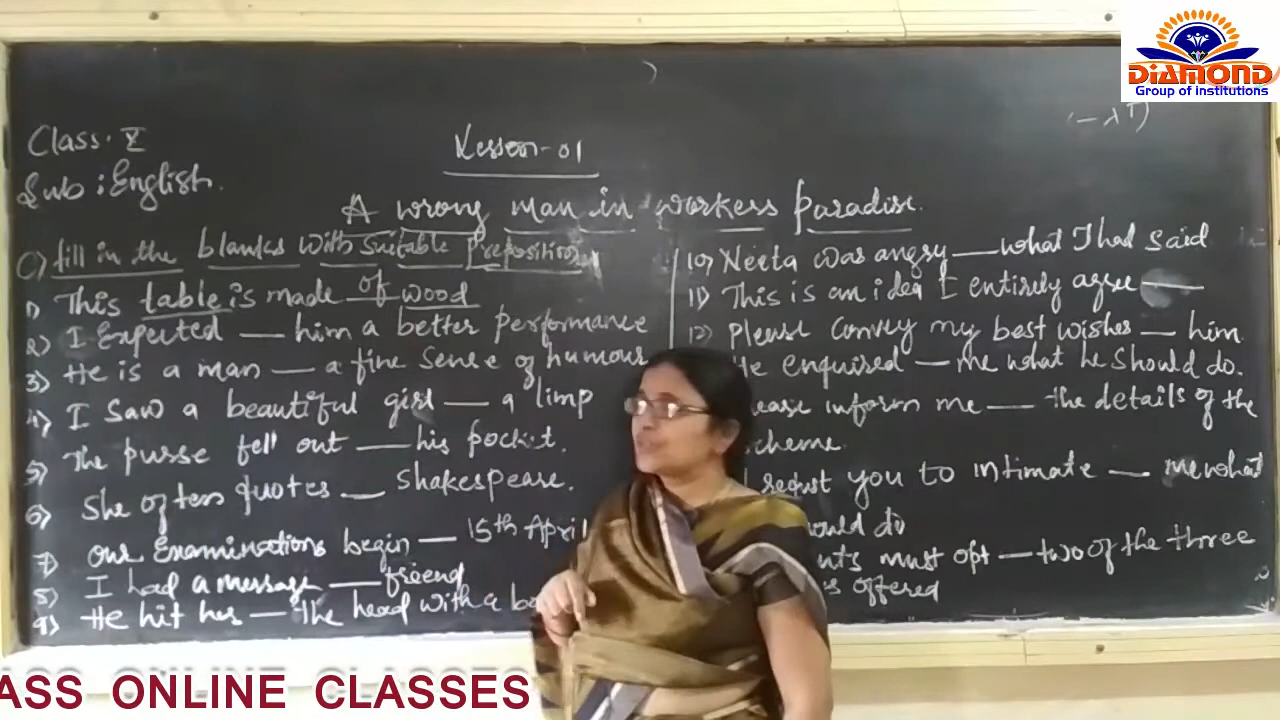 DIAMOND
Group of institutions
Class. X
Sub : English.
Lesson-01
A wrong man in workers paradise.
C) fill in the blanks with suitable prepositions
1) This table is made of wood
2) I Expected — him a better performance
3) He is a man — a fine sense of humour
4) I saw a beautiful girl — a limp
5) The purse fell out — his pocket.
6) She often quotes — Shakespeare.
7) our Examinations begin — 15th April
8) I had a message — friend
9) He hit her — the head with a
10) Neeta was angry — what I had said
11) This is an idea I entirely agree —
12) please convey my best wishes — him.
He enquired — me what he should do.
inform me — the details of the
scheme.
request you to intimate — me what
would do
must opt — two of the three
offered
ASS ONLINE CLASSES